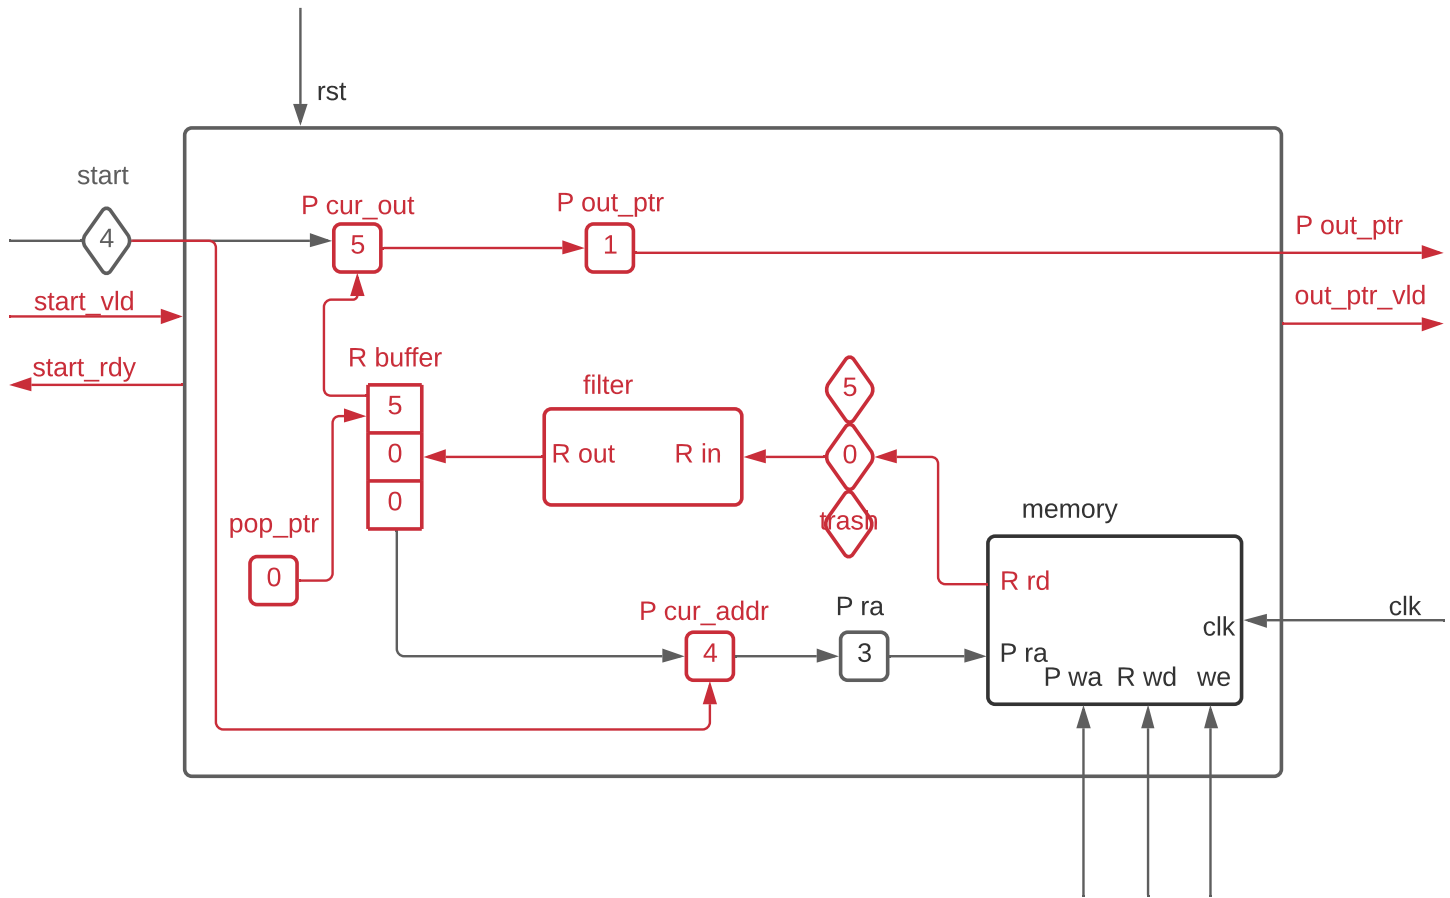 rst
start
4
P cur_out
5
P out_ptr
1
P out_ptr
start_vld
out_ptr_vld
start_rdy
R buffer
5
0
0
filter
R out
R in
5
0
trash
pop_ptr
0
memory
R rd
clk
P ra
P wa
R wd
we
clk
P cur_addr
4
P ra
3